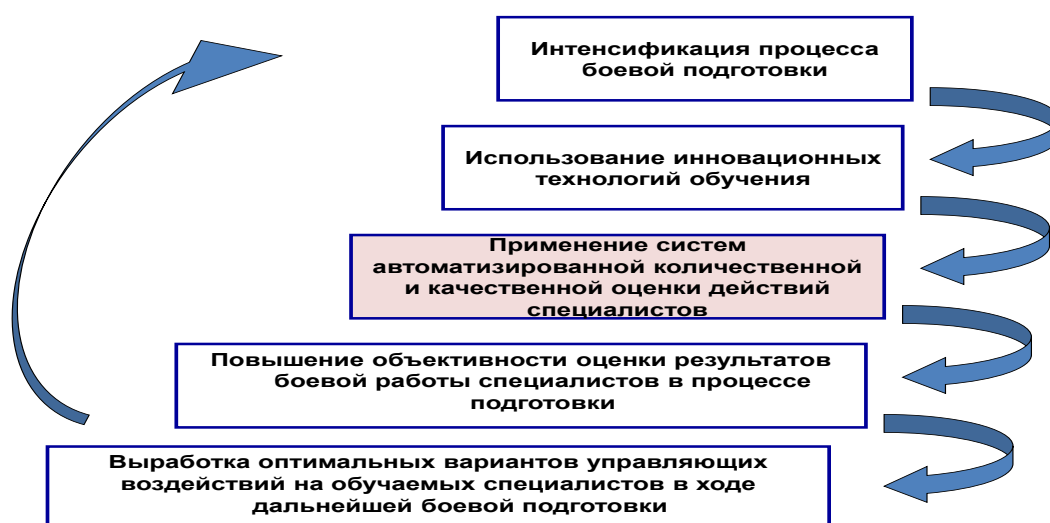 Интенсификация процесса
боевой подготовки
Использование инновационных
технологий обучения
Применение систем
автоматизированной количественной
и качественной оценки действий
специалистов
Повышение объективности оценки результатов
боевой работы специалистов в процессе
подготовки
Выработка оптимальных вариантов управляющих
воздействий на обучаемых специалистов в ходе
дальнейшей боевой подготовки